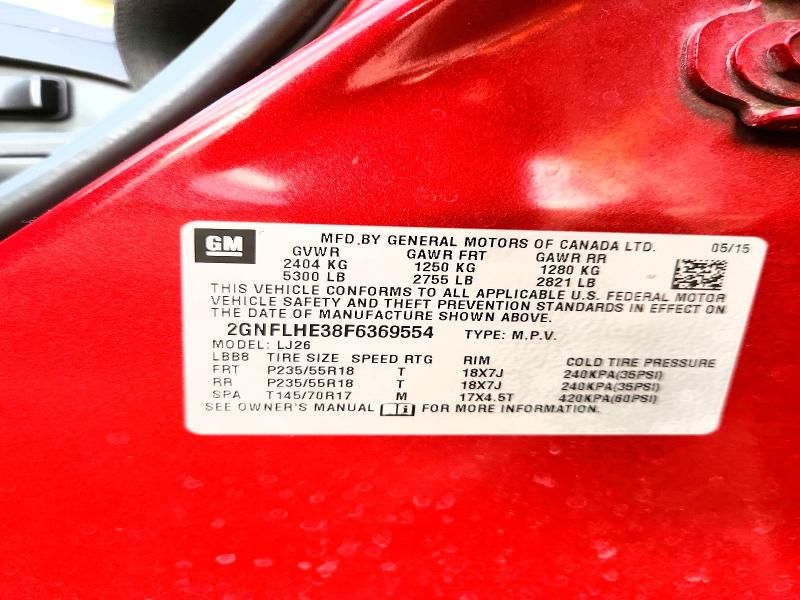 GM MFD.BY GENERAL MOTORS OF CANADA LTD. 05/15
GVWR GAWR FRT GAWR RR
2404 KG 1250 KG 1280 KG
5300 LB 2755 LB 2821 LB
THIS VEHICLE CONFORMS TO ALL APPLICABLE U.S. FEDERAL MOTOR
VEHICLE SAFETY AND THEFT PREVENTION STANDARDS IN EFFECT ON
THE DATE OF MANUFACTURE SHOWN ABOVE.
2GNFLHE38F6369554 TYPE: M.P.V.
MODEL: LJ26
LBB8 TIRE SIZE SPEED RTG RIM COLD TIRE PRESSURE
FRT P235/55R18 T 18X7J 240KPA(35PSI)
RR P235/55R18 T 18X7J 240KPA(35PSI)
SPA T145/70R17 M 17X4.5T 420KPA(60PSI)
SEE OWNER'S MANUAL i FOR MORE INFORMATION.